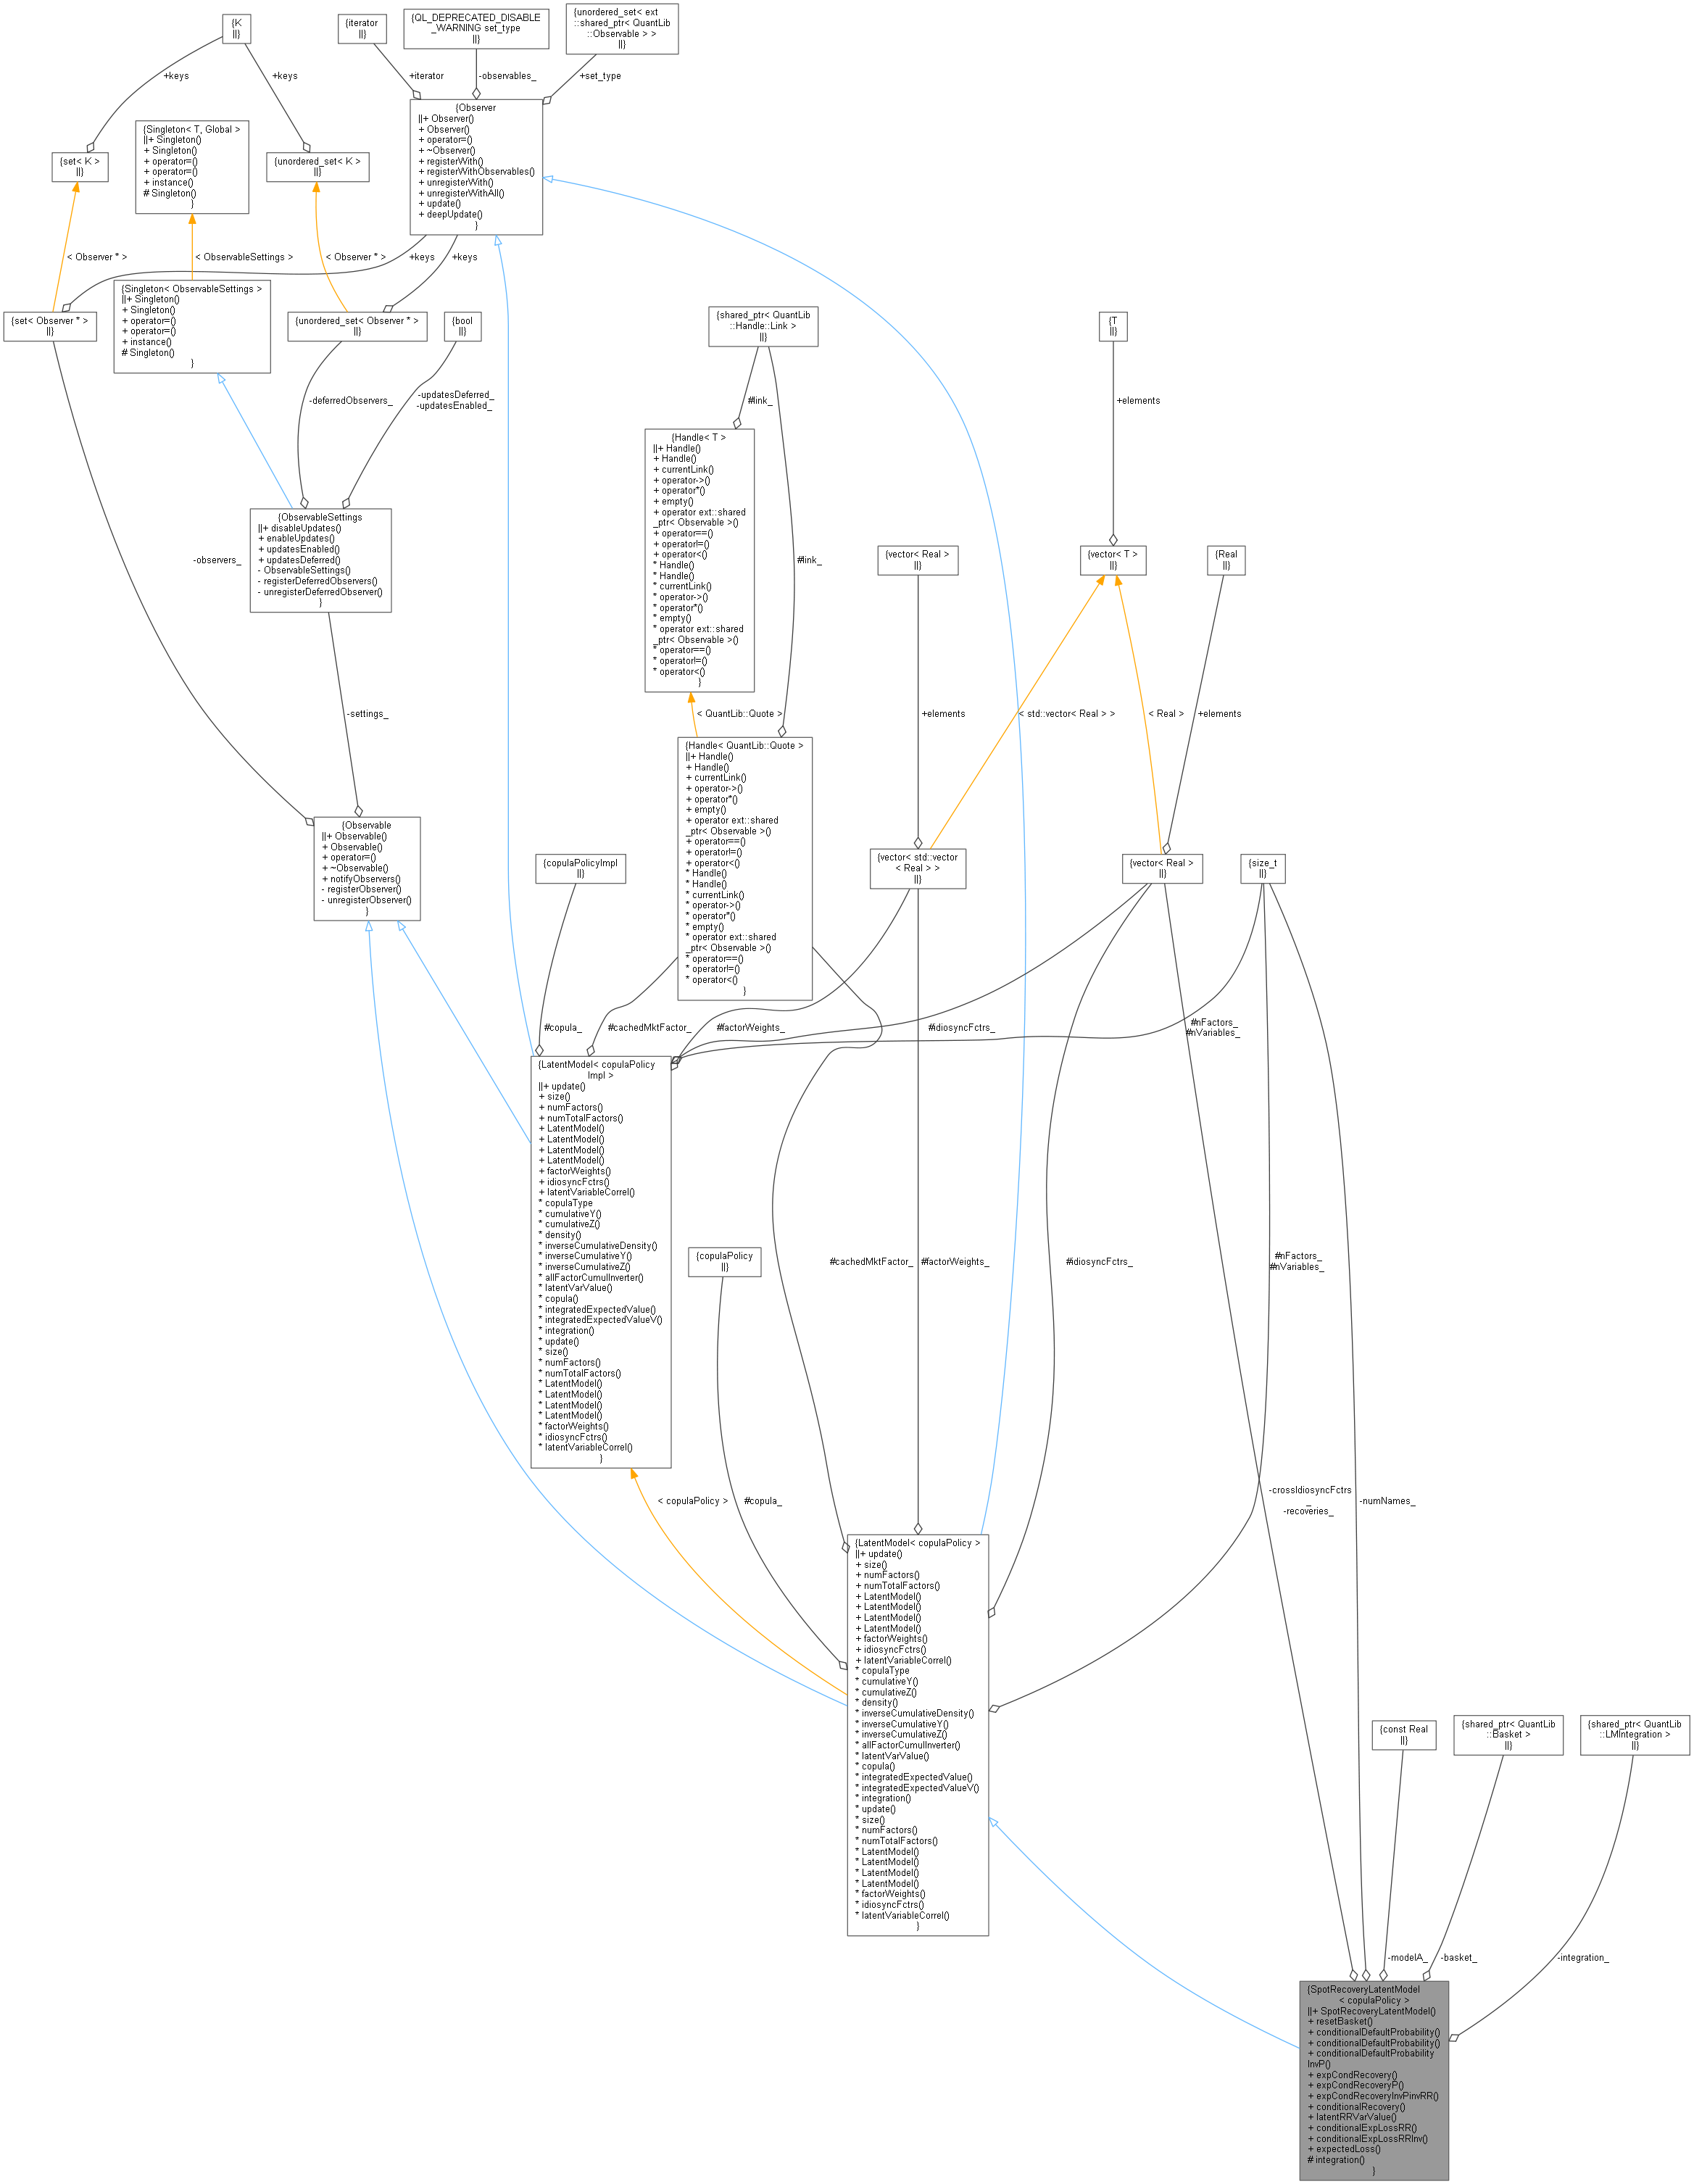 {K
||}
{iterator
||}
{QL_DEPRECATED_DISABLE
_WARNING set_type
||}
{unordered_set< ext
::shared_ptr< QuantLib
::Observable > >
||}
+keys
+keys
+iterator
-observables_
+set_type
{Observer
||+ Observer()
+ Observer()
+ operator=()
+ ~Observer()
+ registerWith()
+ registerWithObservables()
+ unregisterWith()
+ unregisterWithAll()
+ update()
+ deepUpdate()
}
{Singleton< T, Global >
||+ Singleton()
+ Singleton()
+ operator=()
+ operator=()
+ instance()
# Singleton()
}
{set< K >
||}
{unordered_set< K >
||}
< Observer * >
< ObservableSettings >
< Observer * >
+keys
+keys
{Singleton< ObservableSettings >
||+ Singleton()
+ Singleton()
+ operator=()
+ operator=()
+ instance()
# Singleton()
}
{set< Observer * >
||}
{unordered_set< Observer * >
||}
{bool
||}
{shared_ptr< QuantLib
::Handle::Link >
||}
{T
||}
-deferredObservers_
-updatesDeferred_
-updatesEnabled_
#link_
+elements
{Handle< T >
||+ Handle()
+ Handle()
+ currentLink()
+ operator->()
+ operator*()
+ empty()
+ operator ext::shared
_ptr< Observable >()
+ operator==()
+ operator!=()
+ operator<()
* Handle()
* Handle()
* currentLink()
* operator->()
* operator*()
* empty()
* operator ext::shared
_ptr< Observable >()
* operator==()
* operator!=()
* operator<()
}
{ObservableSettings
||+ disableUpdates()
+ enableUpdates()
+ updatesEnabled()
+ updatesDeferred()
- ObservableSettings()
- registerDeferredObservers()
- unregisterDeferredObserver()
}
-observers_
#link_
{vector< Real >
||}
{vector< T >
||}
{Real
||}
-settings_
< QuantLib::Quote >
+elements
< std::vector< Real > >
< Real >
+elements
{Handle< QuantLib::Quote >
||+ Handle()
+ Handle()
+ currentLink()
+ operator->()
+ operator*()
+ empty()
+ operator ext::shared
_ptr< Observable >()
+ operator==()
+ operator!=()
+ operator<()
* Handle()
* Handle()
* currentLink()
* operator->()
* operator*()
* empty()
* operator ext::shared
_ptr< Observable >()
* operator==()
* operator!=()
* operator<()
}
{Observable
||+ Observable()
+ Observable()
+ operator=()
+ ~Observable()
+ notifyObservers()
- registerObserver()
- unregisterObserver()
}
{copulaPolicyImpl
||}
{vector< std::vector
< Real > >
||}
{vector< Real >
||}
{size_t
||}
#copula_
#cachedMktFactor_
#factorWeights_
#idiosyncFctrs_
#nFactors_
#nVariables_
{LatentModel< copulaPolicy
Impl >
||+ update()
+ size()
+ numFactors()
+ numTotalFactors()
+ LatentModel()
+ LatentModel()
+ LatentModel()
+ LatentModel()
+ factorWeights()
+ idiosyncFctrs()
+ latentVariableCorrel()
* copulaType
* cumulativeY()
* cumulativeZ()
* density()
* inverseCumulativeDensity()
* inverseCumulativeY()
* inverseCumulativeZ()
* allFactorCumulInverter()
* latentVarValue()
* copula()
* integratedExpectedValue()
* integratedExpectedValueV()
* integration()
* update()
* size()
* numFactors()
* numTotalFactors()
* LatentModel()
* LatentModel()
* LatentModel()
* LatentModel()
* factorWeights()
* idiosyncFctrs()
* latentVariableCorrel()
}
{copulaPolicy
||}
#cachedMktFactor_
#factorWeights_
#idiosyncFctrs_
#nFactors_
#nVariables_
< copulaPolicy >
#copula_
-crossIdiosyncFctrs
_
-recoveries_
-numNames_
{LatentModel< copulaPolicy >
||+ update()
+ size()
+ numFactors()
+ numTotalFactors()
+ LatentModel()
+ LatentModel()
+ LatentModel()
+ LatentModel()
+ factorWeights()
+ idiosyncFctrs()
+ latentVariableCorrel()
* copulaType
* cumulativeY()
* cumulativeZ()
* density()
* inverseCumulativeDensity()
* inverseCumulativeY()
* inverseCumulativeZ()
* allFactorCumulInverter()
* latentVarValue()
* copula()
* integratedExpectedValue()
* integratedExpectedValueV()
* integration()
* update()
* size()
* numFactors()
* numTotalFactors()
* LatentModel()
* LatentModel()
* LatentModel()
* LatentModel()
* factorWeights()
* idiosyncFctrs()
* latentVariableCorrel()
}
{const Real
||}
{shared_ptr< QuantLib
::Basket >
||}
{shared_ptr< QuantLib
::LMIntegration >
||}
-modelA_
-basket_
-integration_
{SpotRecoveryLatentModel
< copulaPolicy >
||+ SpotRecoveryLatentModel()
+ resetBasket()
+ conditionalDefaultProbability()
+ conditionalDefaultProbability()
+ conditionalDefaultProbability
InvP()
+ expCondRecovery()
+ expCondRecoveryP()
+ expCondRecoveryInvPinvRR()
+ conditionalRecovery()
+ latentRRVarValue()
+ conditionalExpLossRR()
+ conditionalExpLossRRInv()
+ expectedLoss()
# integration()
}